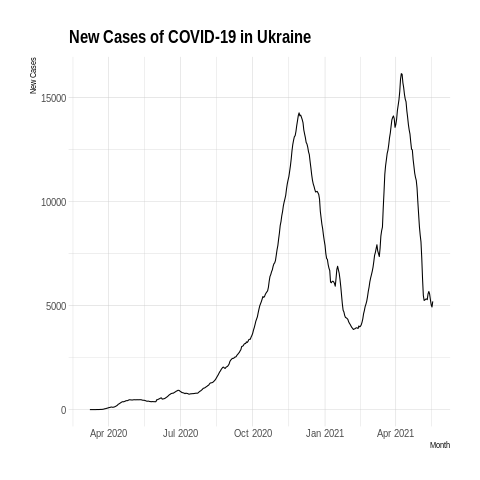 New Cases of COVID-19 in Ukraine
New Cases
15000
10000
5000
0
Apr 2020 Jul 2020 Oct 2020 Jan 2021 Apr 2021
Month